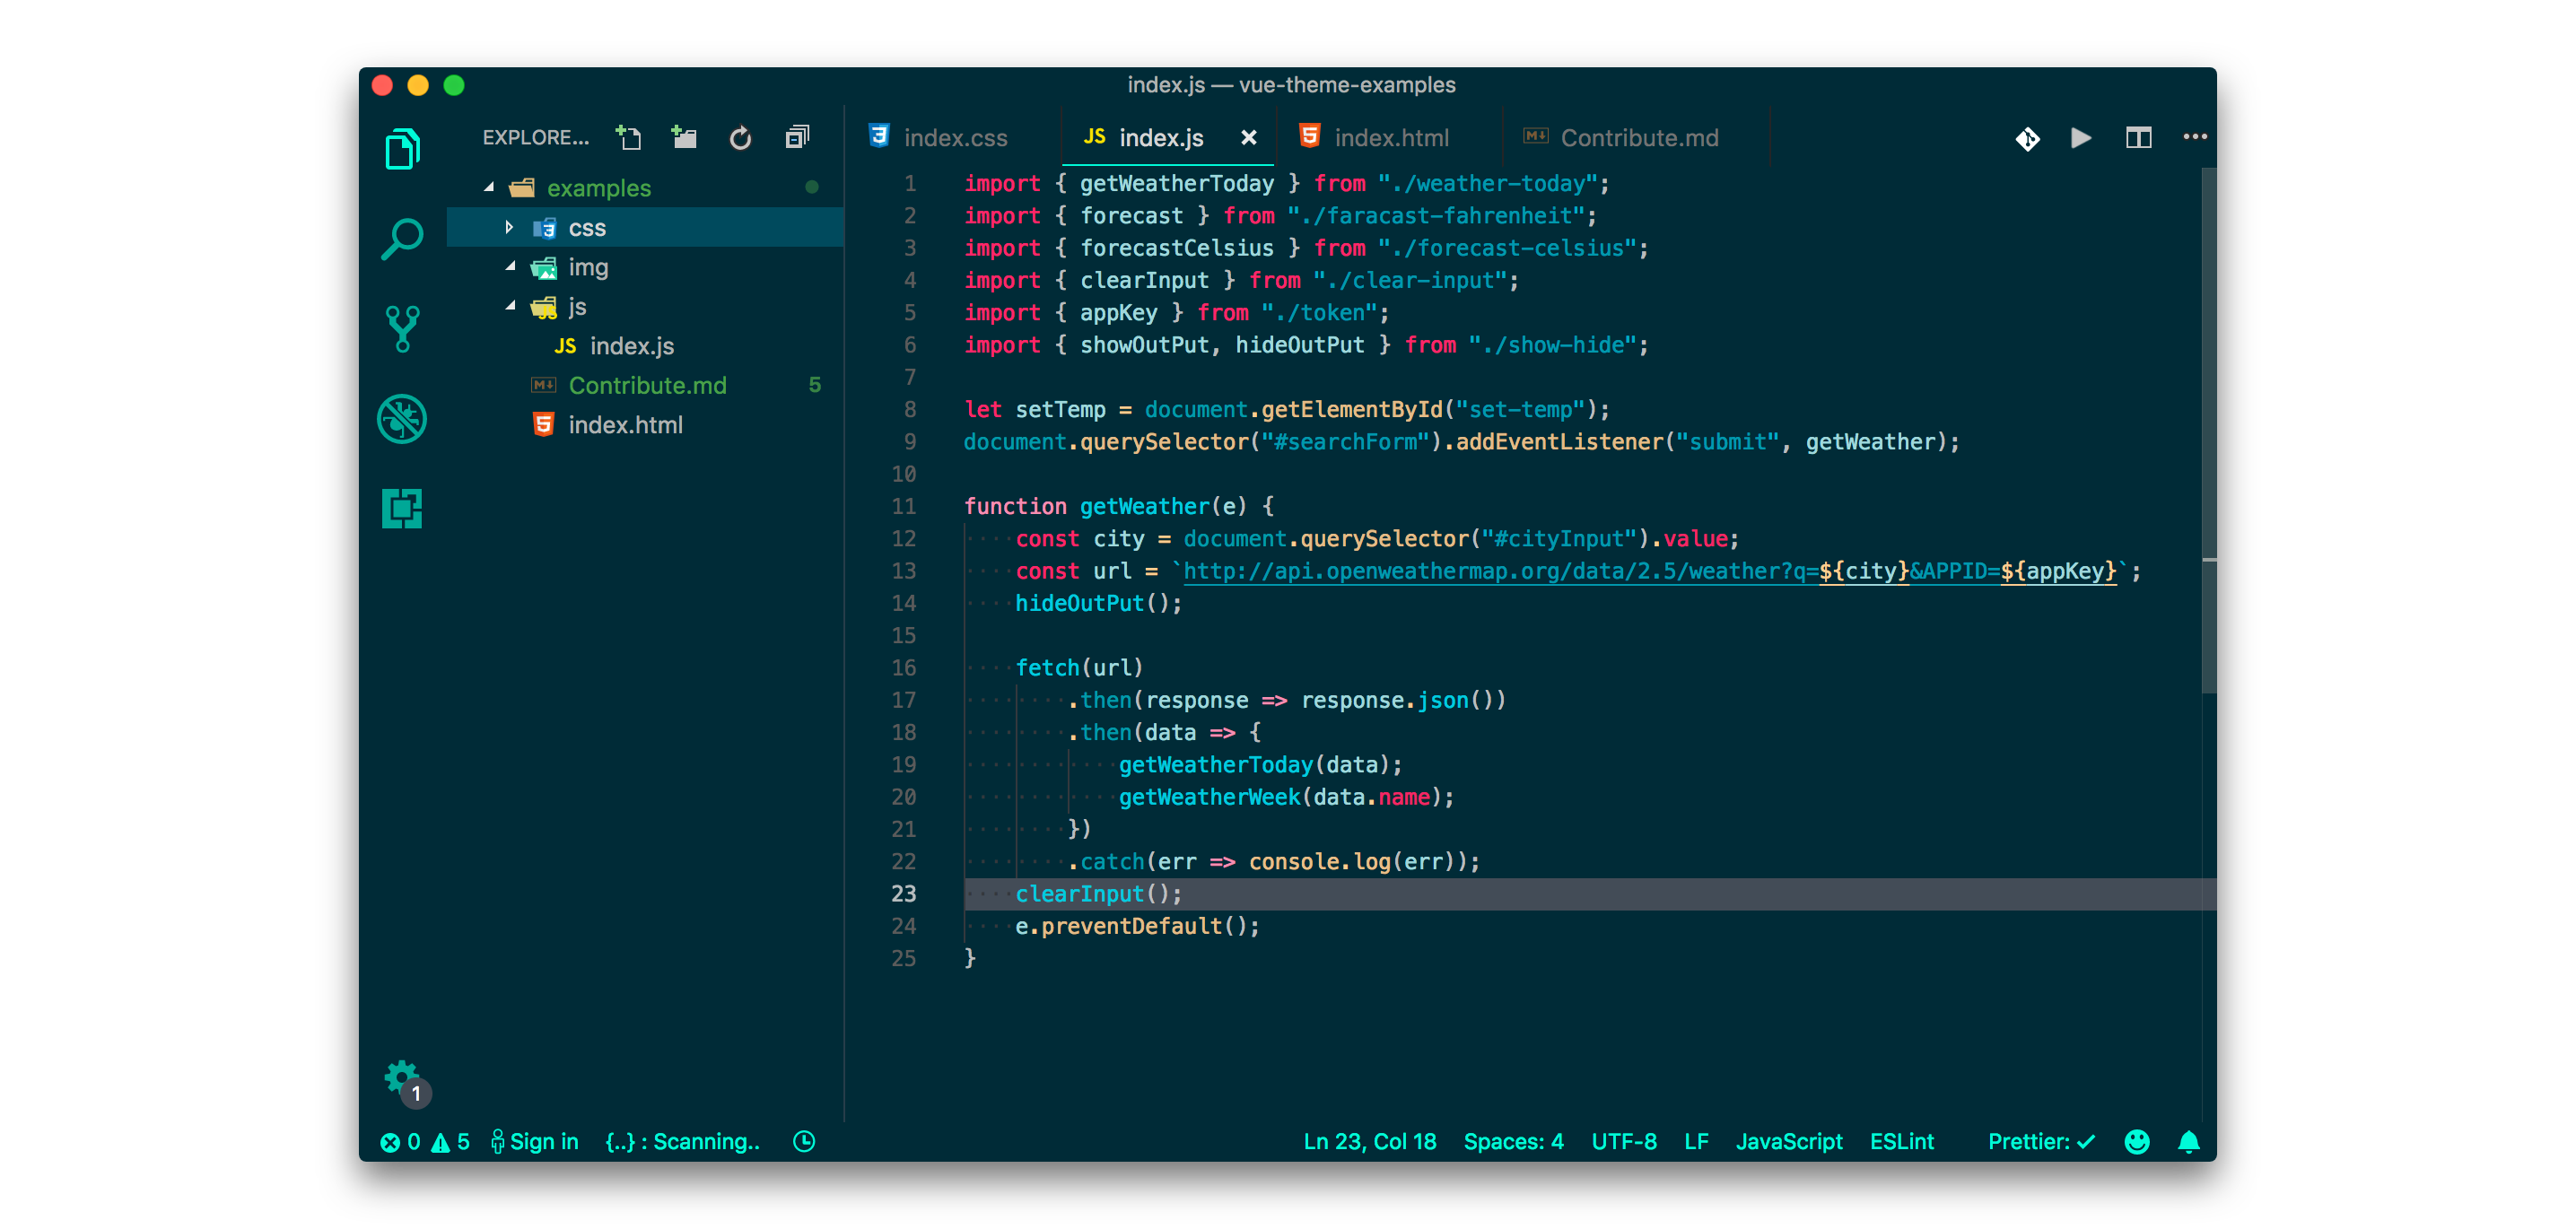 index.js — vue-theme-examples
EXPLORE...
examples
css
img
js
JS index.js
Contribute.md 5
index.html
index.css
JS index.js
index.html
Contribute.md
1 import { getWeatherToday } from "./weather-today";
2 import { forecast } from "./faracast-fahrenheit";
3 import { forecastCelsius } from "./forecast-celsius";
4 import { clearInput } from "./clear-input";
5 import { appKey } from "./token";
6 import { showOutPut, hideOutPut } from "./show-hide";
7
8 let setTemp = document.getElementById("set-temp");
9 document.querySelector("#searchForm").addEventListener("submit", getWeather);
10
11 function getWeather(e) {
12     const city = document.querySelector("#cityInput").value;
13     const url = `http://api.openweathermap.org/data/2.5/weather?q=${city}&APPID=${appKey}`;
14     hideOutPut();
15
16     fetch(url)
17         .then(response => response.json())
18         .then(data => {
19             getWeatherToday(data);
20             getWeatherWeek(data.name);
21         })
22         .catch(err => console.log(err));
23     clearInput();
24     e.preventDefault();
25 }
1
0 5 Sign in {..} : Scanning.. Ln 23, Col 18 Spaces: 4 UTF-8 LF JavaScript ESLint Prettier: ✓